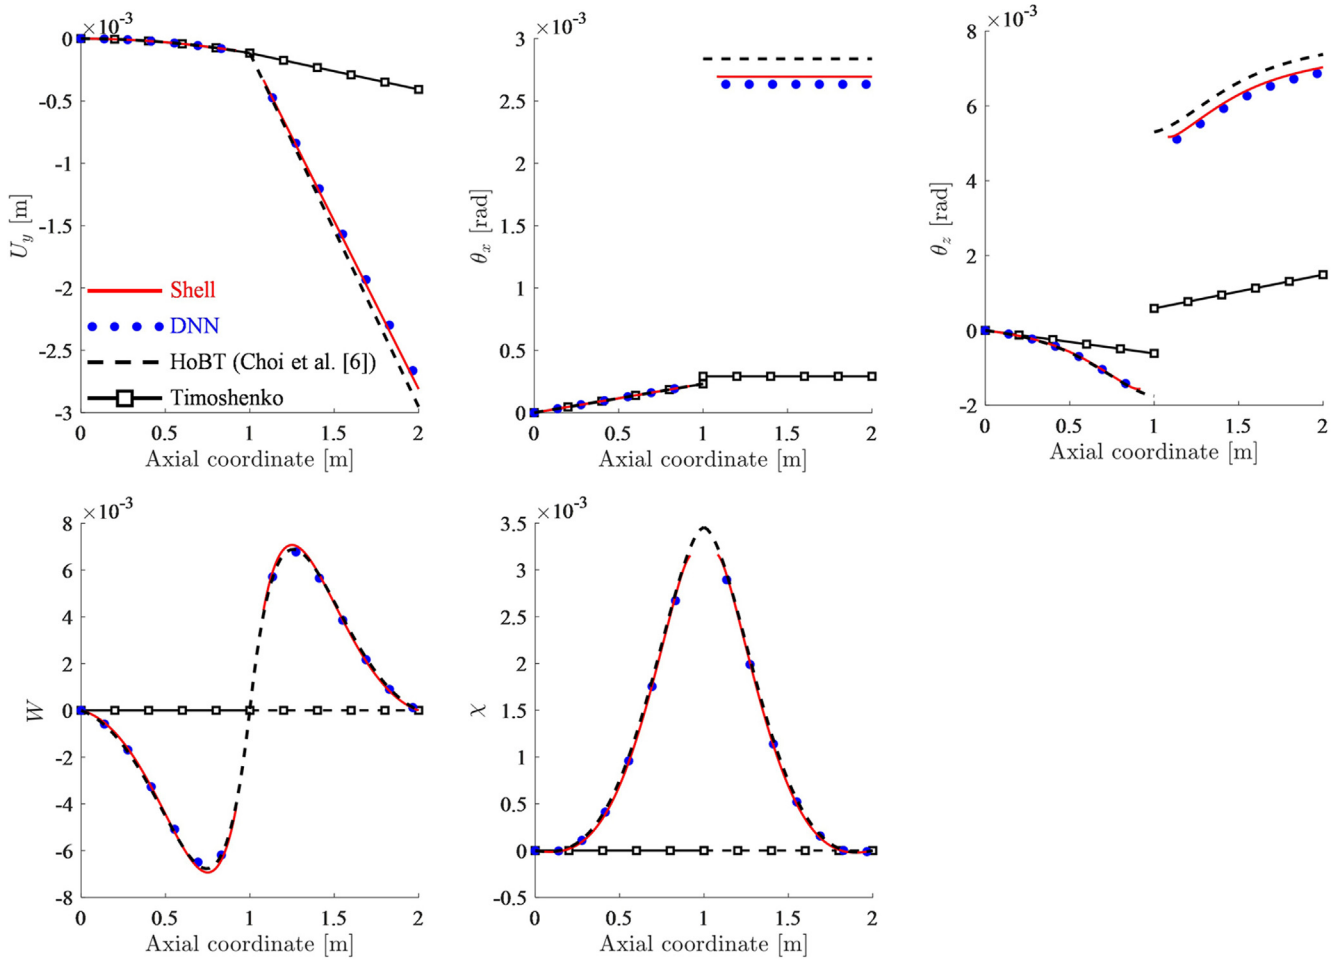 ×10⁻³
0
-0.5
-1
-1.5
-2
-2.5
-3
U_y [m]
Shell
DNN
HoBT (Choi et al. [6])
Timoshenko
0 0.5 1 1.5 2
Axial coordinate [m]
×10⁻³
3
2.5
2
1.5
1
0.5
0
θ_x [rad]
0 0.5 1 1.5 2
Axial coordinate [m]
×10⁻³
8
6
4
2
0
-2
θ_z [rad]
0 0.5 1 1.5 2
Axial coordinate [m]
×10⁻³
8
6
4
2
0
-2
-4
-6
-8
W
0 0.5 1 1.5 2
Axial coordinate [m]
×10⁻³
3.5
3
2.5
2
1.5
1
0.5
0
-0.5
χ
0 0.5 1 1.5 2
Axial coordinate [m]